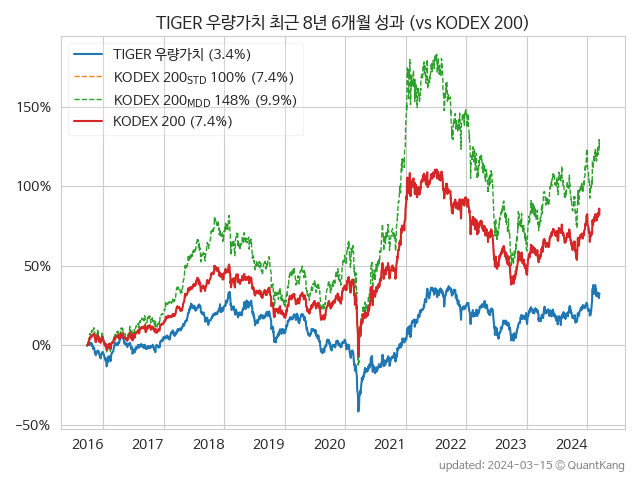 TIGER 우량가치 최근 8년 6개월 성과 (vs KODEX 200)
TIGER 우량가치 (3.4%)
KODEX 200STD 100% (7.4%)
KODEX 200MDD 148% (9.9%)
KODEX 200 (7.4%)
150%
100%
50%
0%
−50%
2016 2017 2018 2019 2020 2021 2022 2023 2024
updated: 2024-03-15 ⓒ QuantKang